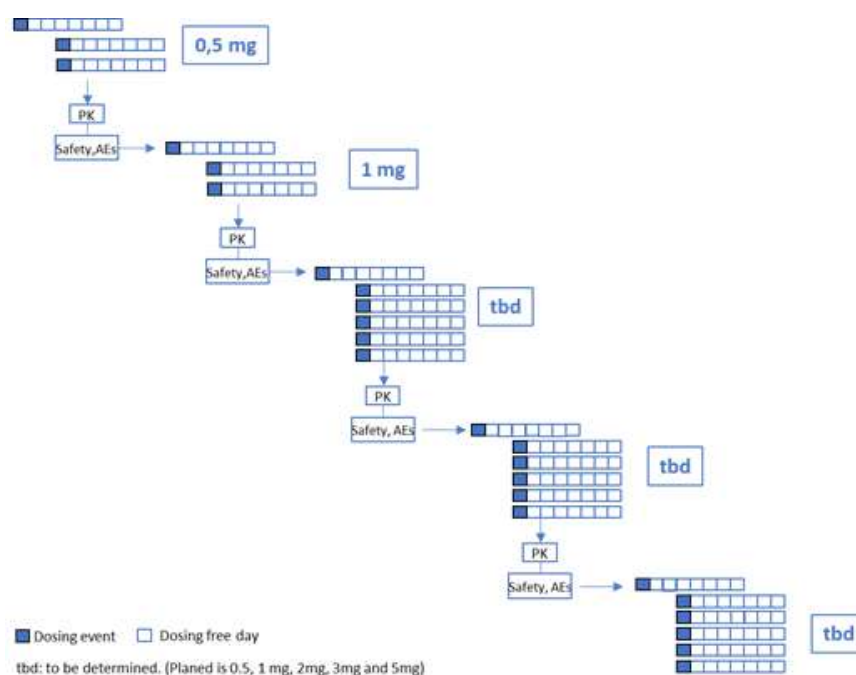 0,5 mg
PK
Safety,AEs
1 mg
PK
Safety,AEs
tbd
PK
Safety, AEs
tbd
PK
Safety, AEs
tbd
Dosing event Dosing free day
tbd: to be determined. (Planed is 0.5, 1 mg, 2mg, 3mg and 5mg)